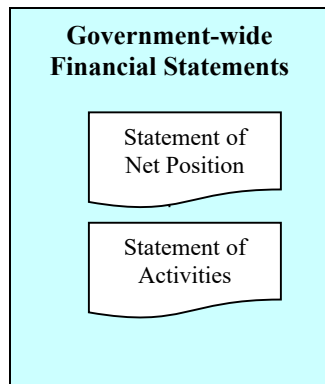 Government-wide
Financial Statements
Statement of
Net Position
Statement of
Activities